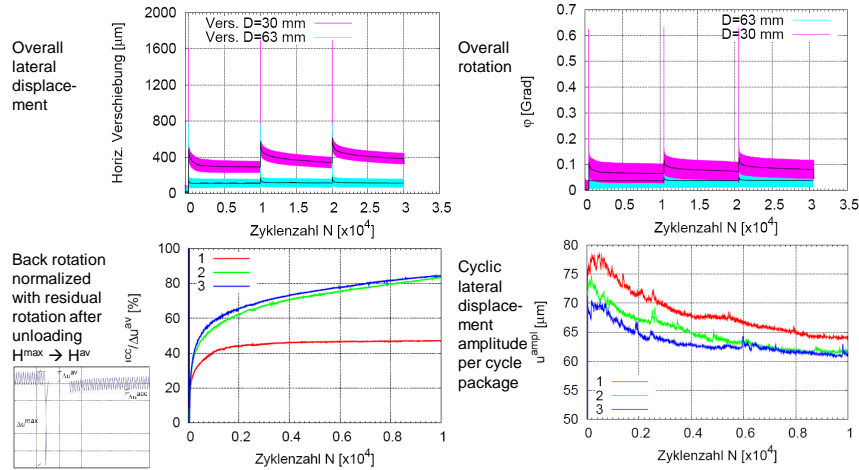 Overall
lateral
displace-
ment
Horiz. Verschiebung [µm]
2000
1600
1200
800
400
0
Vers. D=30 mm
Vers. D=63 mm
0 0.5 1 1.5 2 2.5 3 3.5
Zyklenzahl N [x10⁴]
Overall
rotation
φ [Grad]
0.7
0.6
0.5
0.4
0.3
0.2
0.1
0
D=63 mm
D=30 mm
0 0.5 1 1.5 2 2.5 3 3.5
Zyklenzahl N [x10⁴]
Back rotation
normalized
with residual
rotation after
unloading
Hmax → Hav
Δuav
Δuacc
Δumax
ucc/Δuav [%]
100
80
60
40
20
0
1
2
3
0 0.2 0.4 0.6 0.8 1
Zyklenzahl N [x10⁴]
Cyclic
lateral
displace-
ment
amplitude
per cycle
package
uampl [µm]
80
75
70
65
60
55
50
1
2
3
0 0.2 0.4 0.6 0.8 1
Zyklenzahl N [x10⁴]